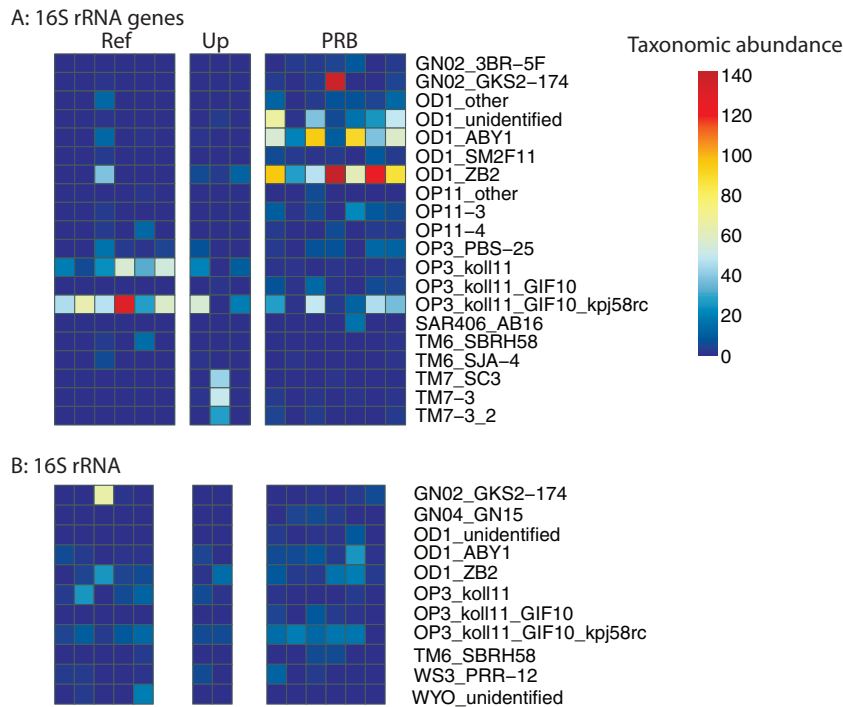 A: 16S rRNA genes
Ref Up PRB
Taxonomic abundance
GN02_3BR-5F
GN02_GKS2-174
OD1_other
OD1_unidentified
OD1_ABY1
OD1_SM2F11
OD1_ZB2
OP11_other
OP11-3
OP11-4
OP3_PBS-25
OP3_koll11
OP3_koll11_GIF10
OP3_koll11_GIF10_kpj58rc
SAR406_AB16
TM6_SBRH58
TM6_SJA-4
TM7_SC3
TM7-3
TM7-3_2
140
120
100
80
60
40
20
0
B: 16S rRNA
GN02_GKS2-174
GN04_GN15
OD1_unidentified
OD1_ABY1
OD1_ZB2
OP3_koll11
OP3_koll11_GIF10
OP3_koll11_GIF10_kpj58rc
TM6_SBRH58
WS3_PRR-12
WYO_unidentified